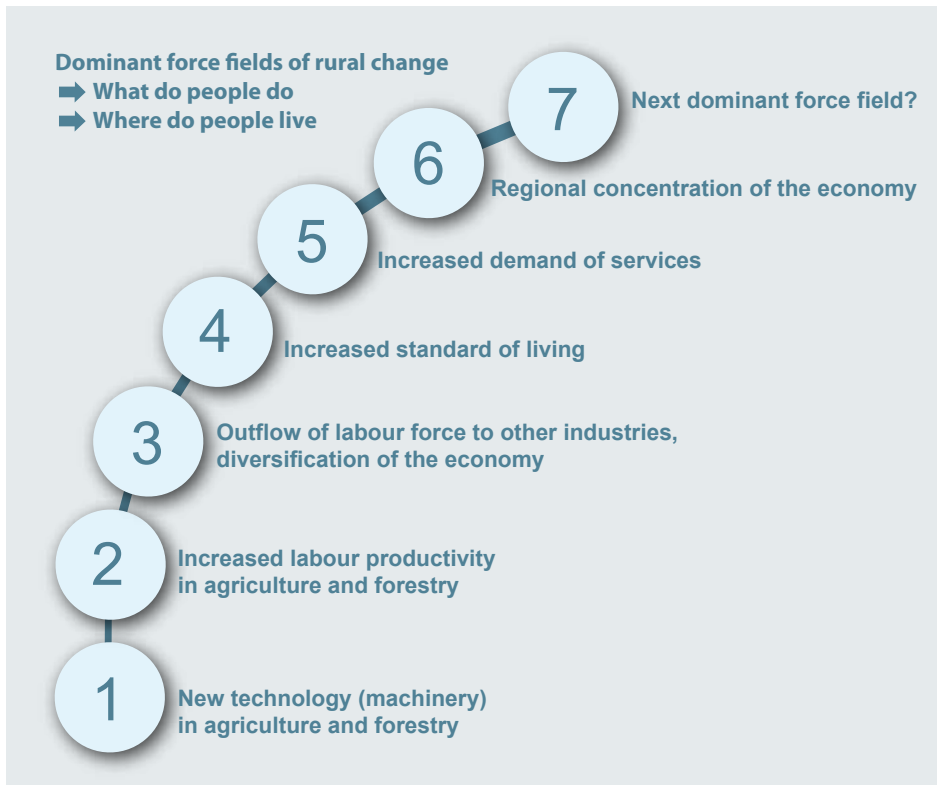 Dominant force fields of rural change
➡ What do people do
➡ Where do people live
7
Next dominant force field?
6
Regional concentration of the economy
5
Increased demand of services
4
Increased standard of living
3
Outflow of labour force to other industries,
diversification of the economy
2
Increased labour productivity
in agriculture and forestry
1
New technology (machinery)
in agriculture and forestry